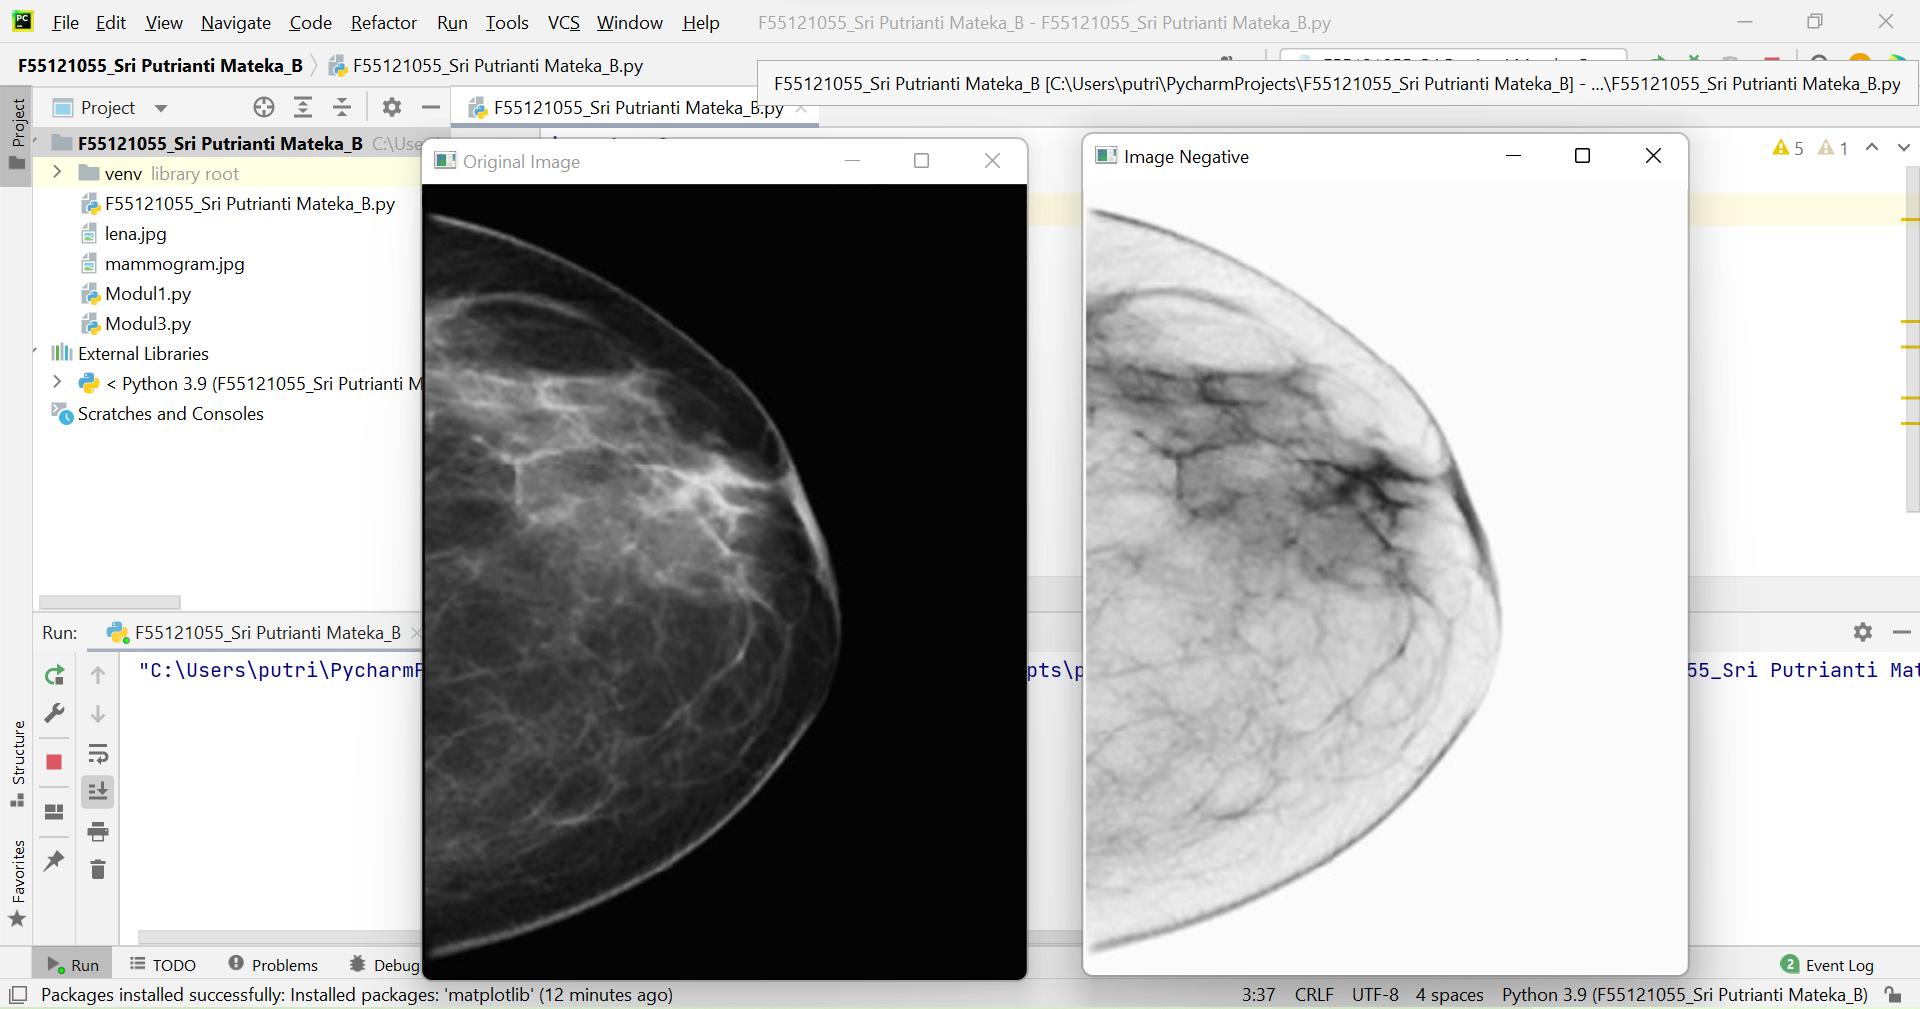 PC File Edit View Navigate Code Refactor Run Tools VCS Window Help F55121055_Sri Putrianti Mateka_B - F55121055_Sri Putrianti Mateka_B.py
F55121055_Sri Putrianti Mateka_B F55121055_Sri Putrianti Mateka_B.py
F55121055_Sri Putrianti Mateka_B [C:\Users\putri\PycharmProjects\F55121055_Sri Putrianti Mateka_B] - ...\F55121055_Sri Putrianti Mateka_B.py
Project
Project
F55121055_Sri Putrianti Mateka_B.py
F55121055_Sri Putrianti Mateka_B C:\Use
venv library root
F55121055_Sri Putrianti Mateka_B.py
lena.jpg
mammogram.jpg
Modul1.py
Modul3.py
External Libraries
< Python 3.9 (F55121055_Sri Putrianti M
Scratches and Consoles
Original Image
Image Negative
5 1
Run: F55121055_Sri Putrianti Mateka_B
"C:\Users\putri\Pycharm pts\p 55_Sri Putrianti Mat
Structure
Favorites
Run TODO Problems Debug 2 Event Log
Packages installed successfully: Installed packages: 'matplotlib' (12 minutes ago) 3:37 CRLF UTF-8 4 spaces Python 3.9 (F55121055_Sri Putrianti Mateka_B)